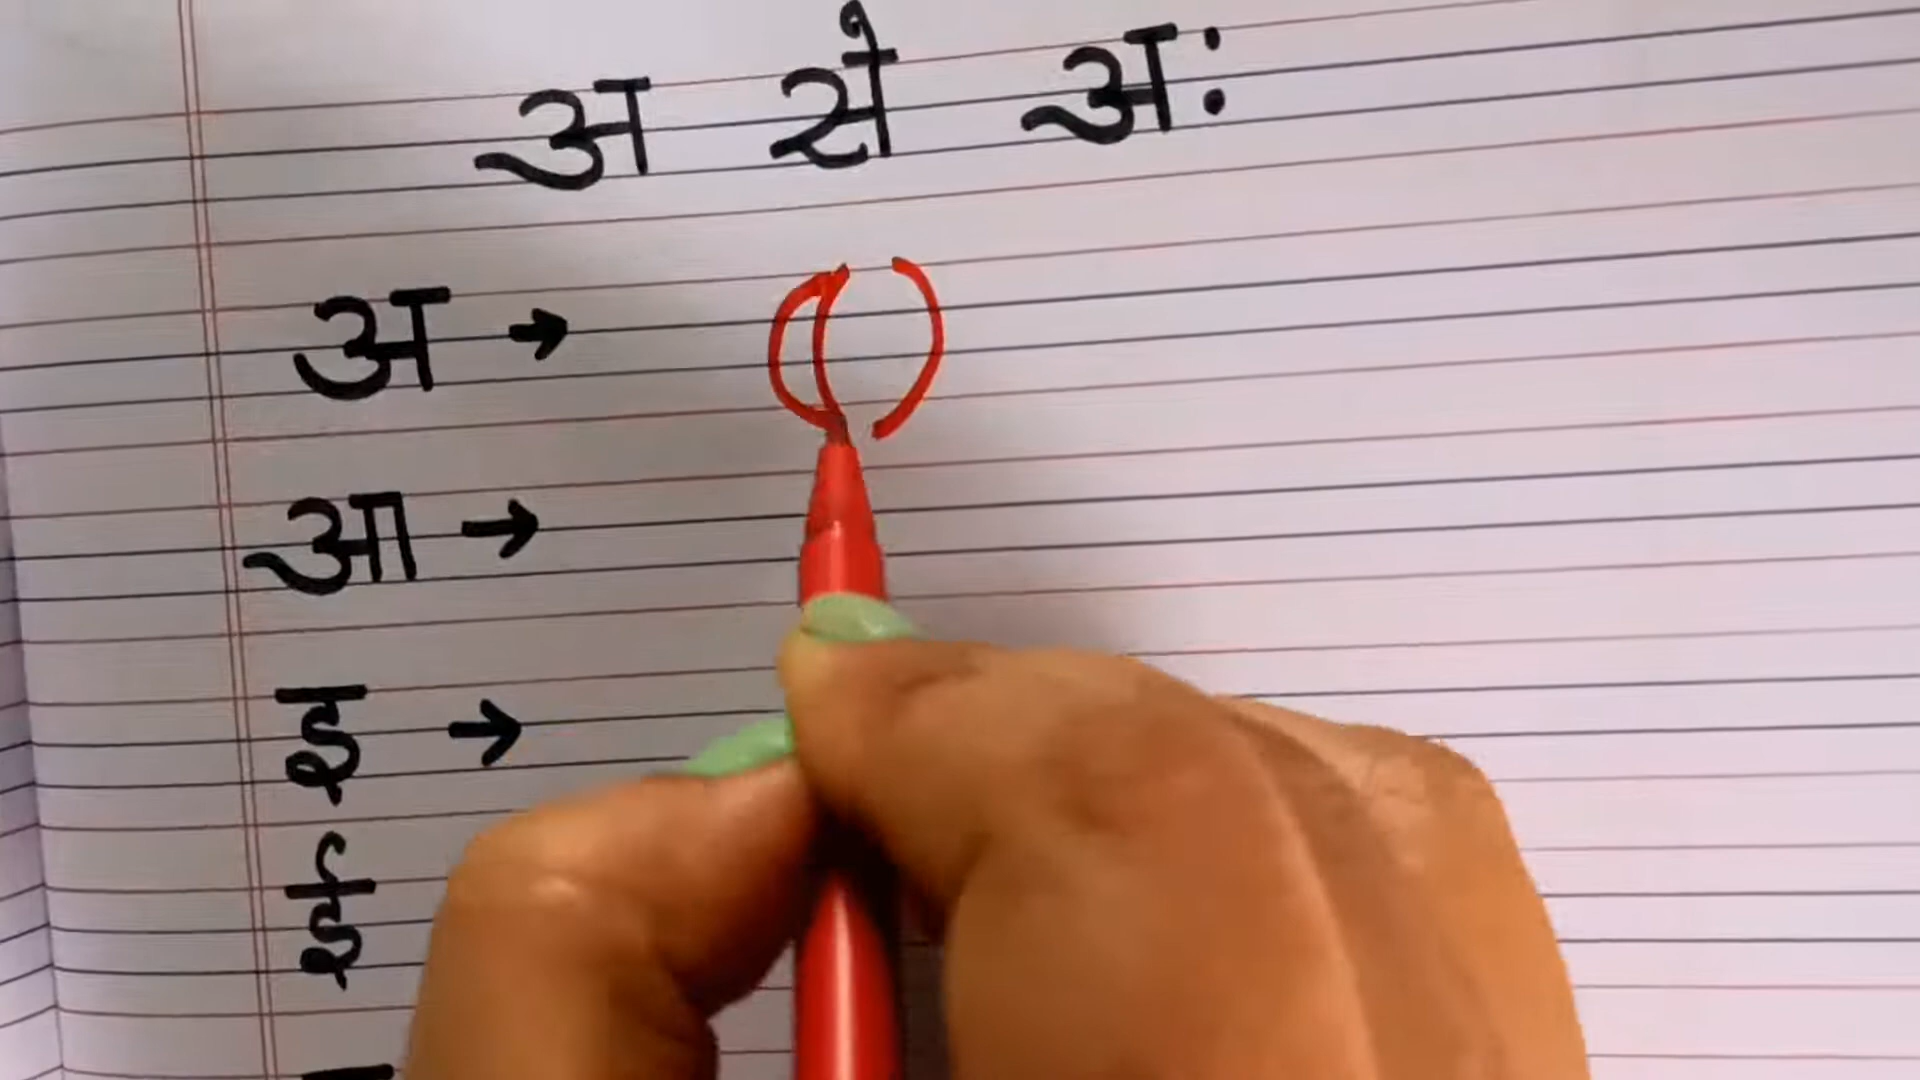 अ से अः
अ →
आ →
इ →
ई